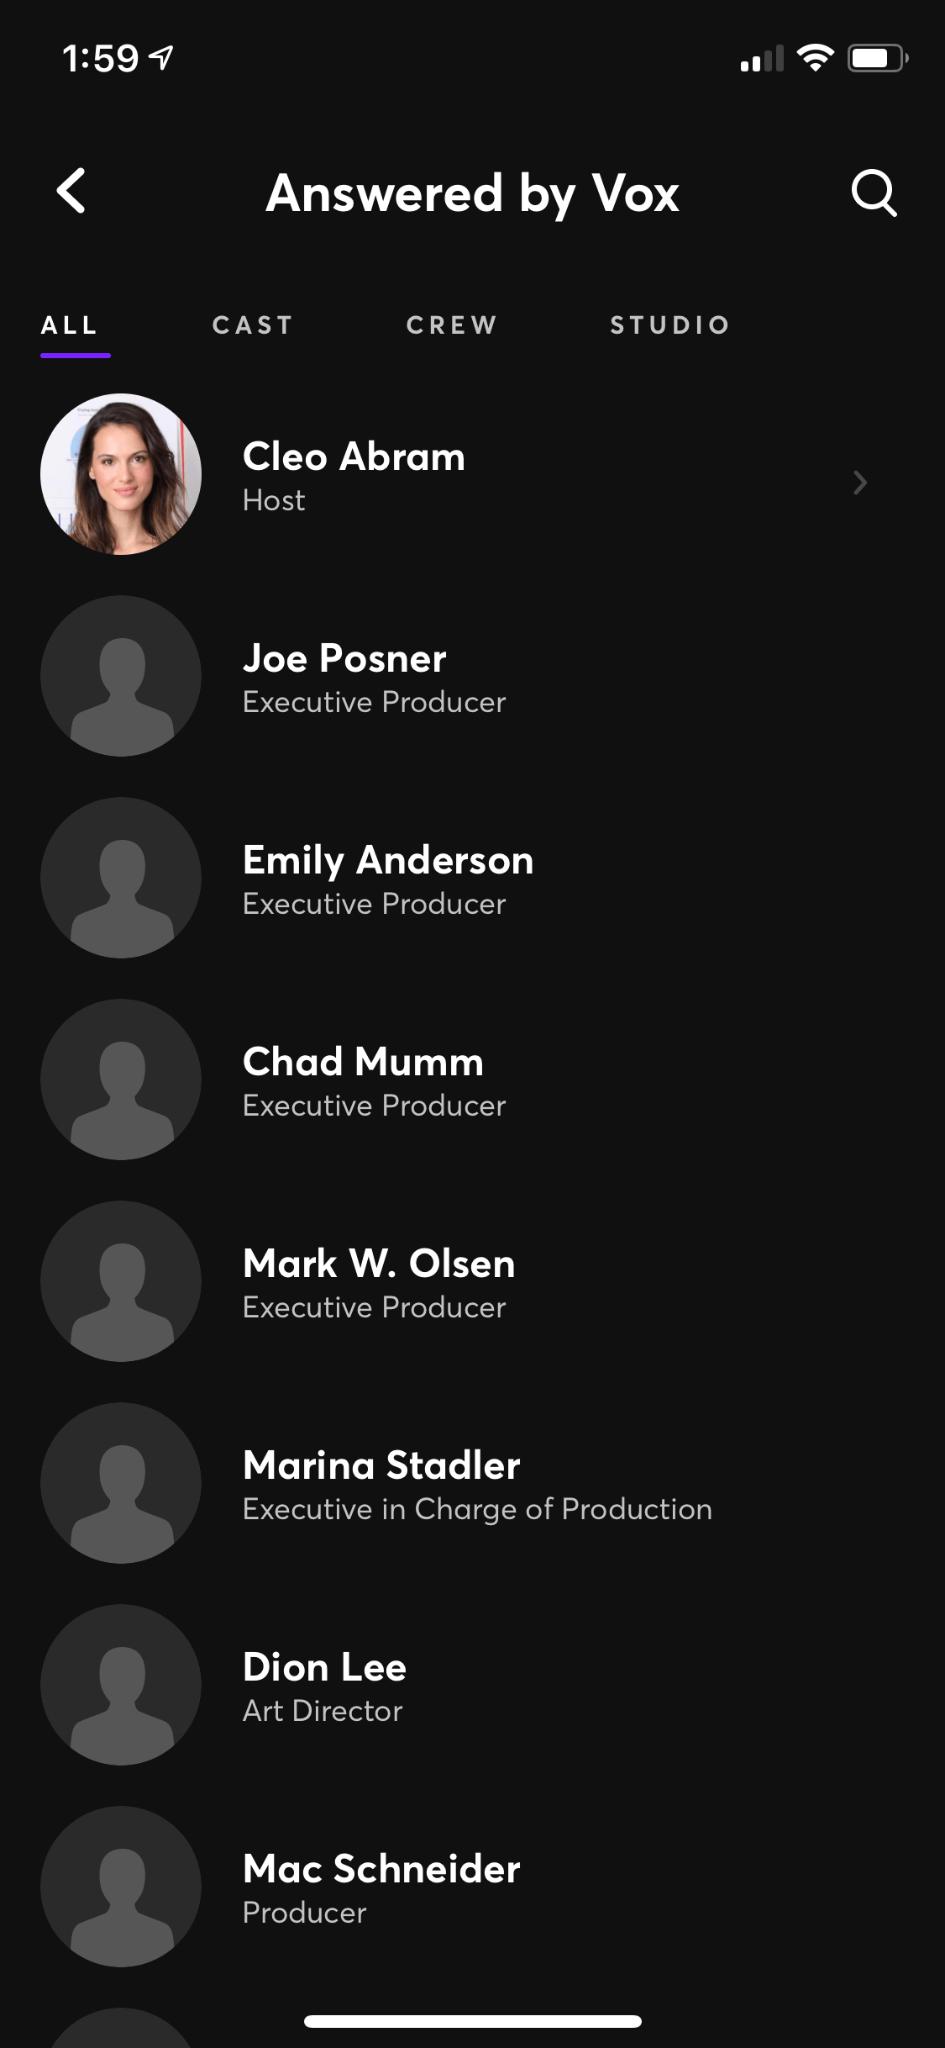 1:59
Answered by Vox
ALL CAST CREW STUDIO
Cleo Abram
Host
Joe Posner
Executive Producer
Emily Anderson
Executive Producer
Chad Mumm
Executive Producer
Mark W. Olsen
Executive Producer
Marina Stadler
Executive in Charge of Production
Dion Lee
Art Director
Mac Schneider
Producer